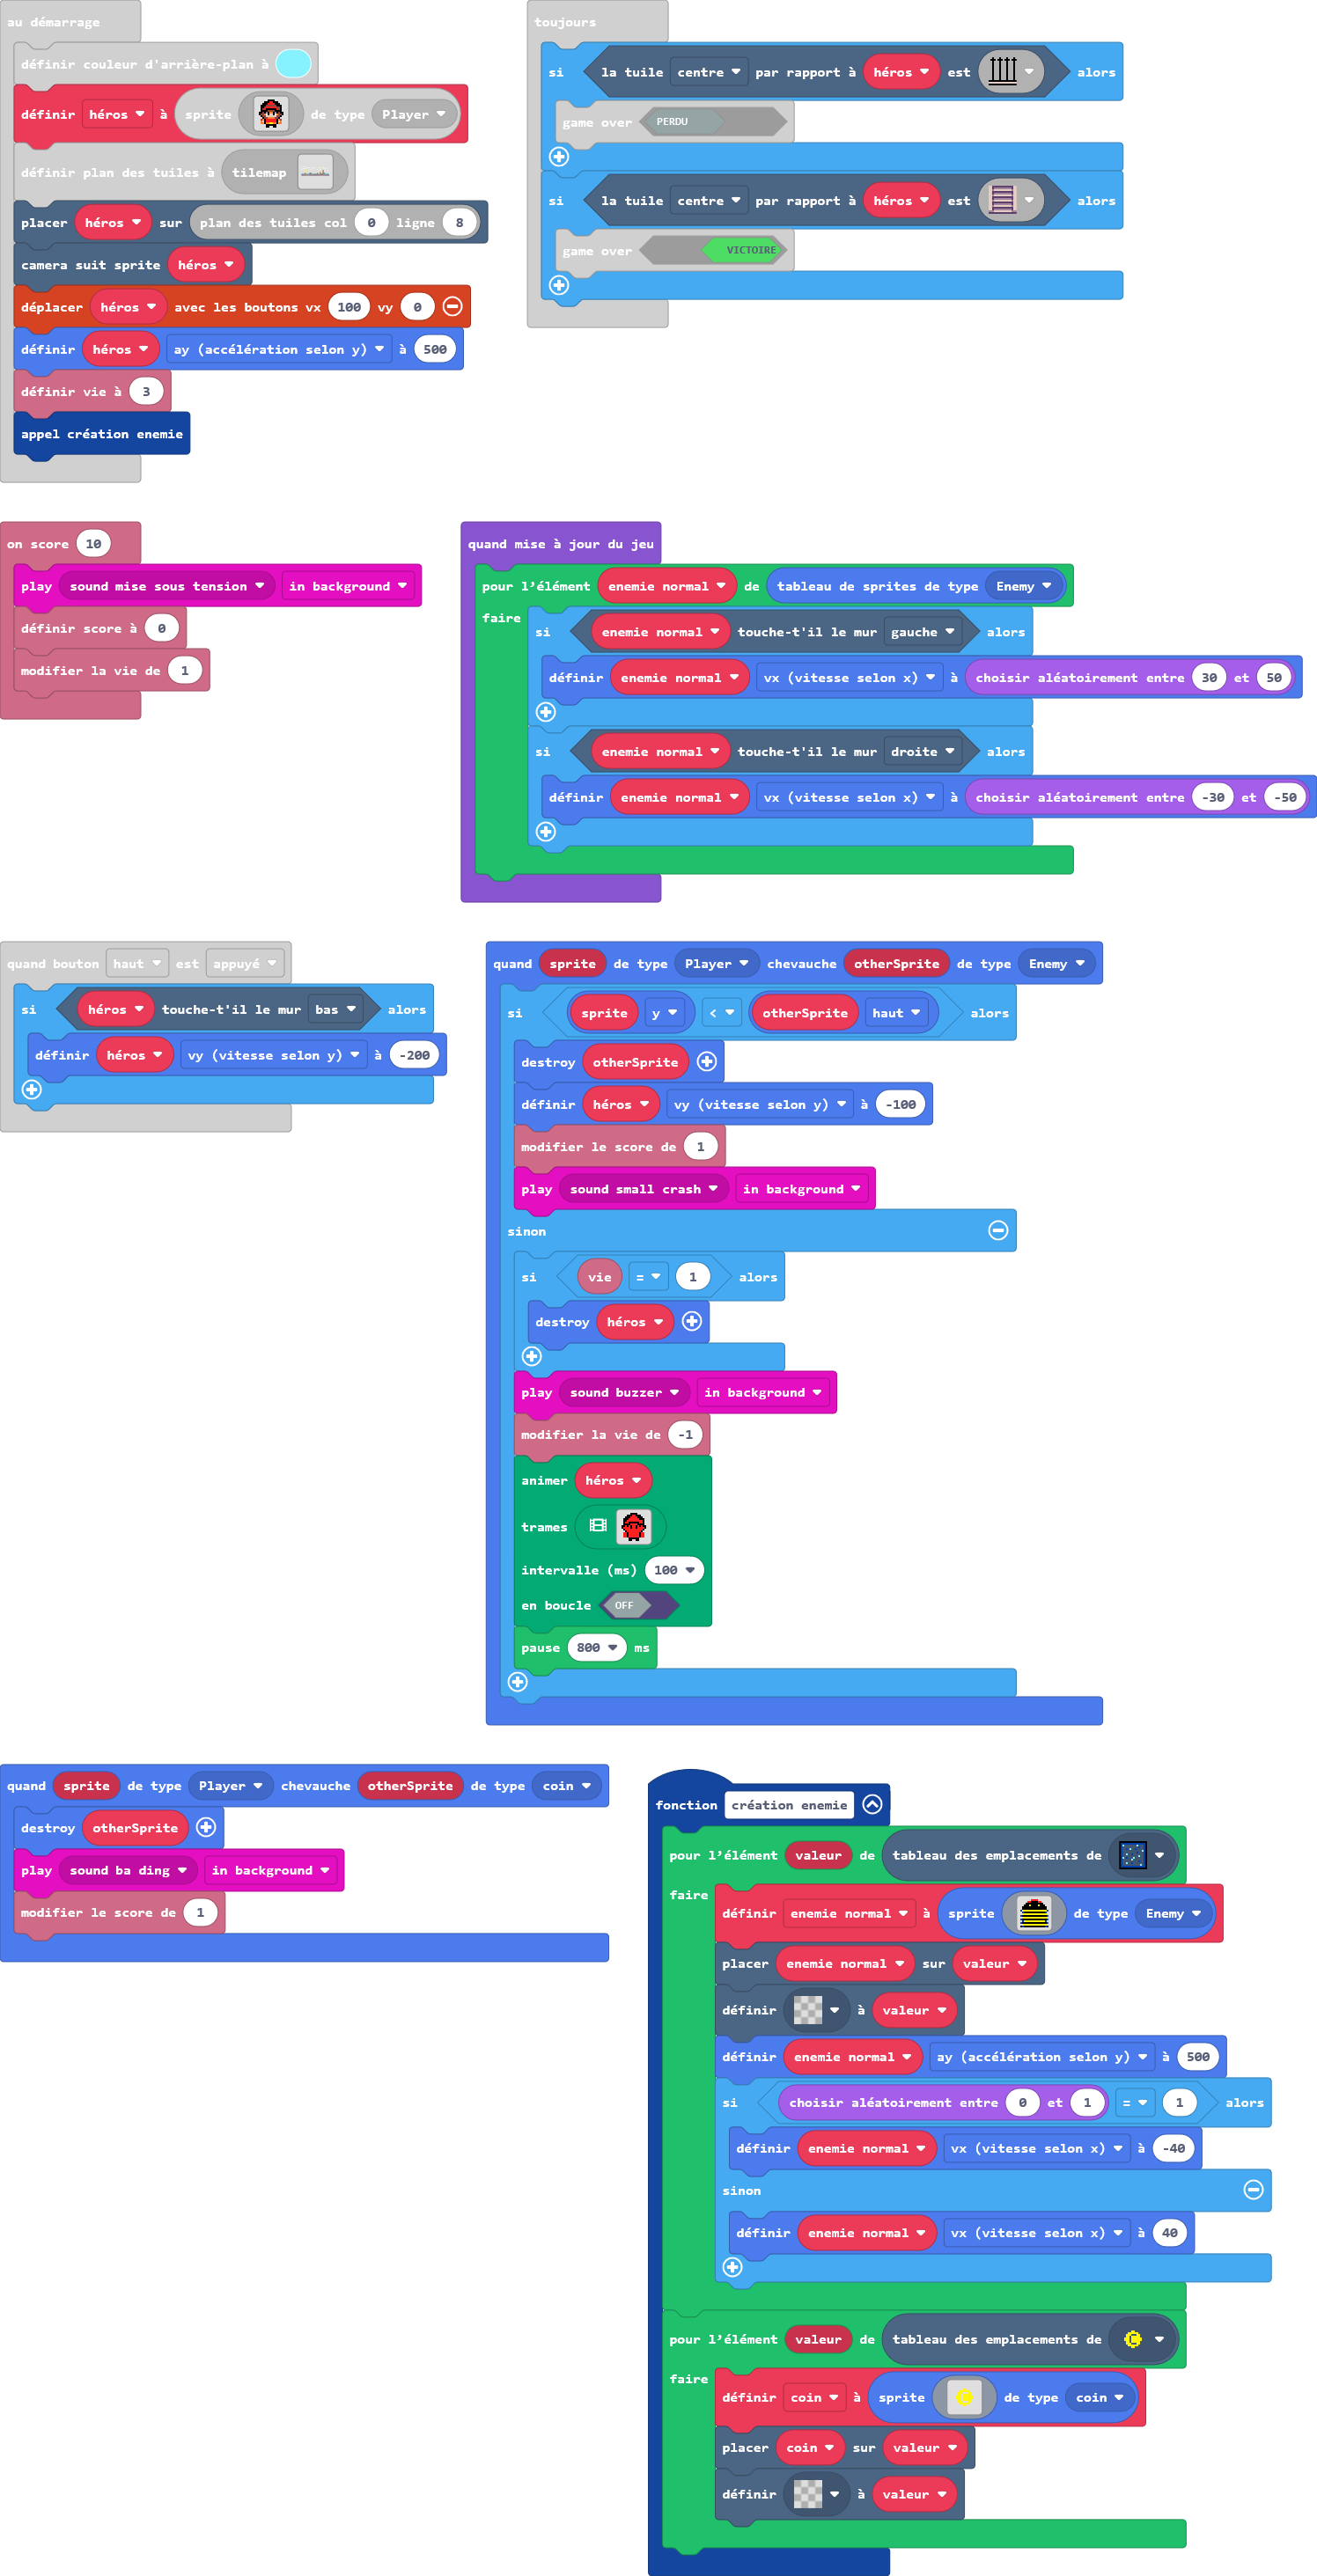 au démarrage
définir couleur d'arrière-plan à
définir héros à sprite de type Player
définir plan des tuiles à tilemap
placer héros sur plan des tuiles col 0 ligne 8
camera suit sprite héros
déplacer héros avec les boutons vx 100 vy 0
définir héros ay (accélération selon y) à 500
définir vie à 3
appel création enemie
toujours
si la tuile centre par rapport à héros est alors
game over PERDU
si la tuile centre par rapport à héros est alors
game over VICTOIRE
on score 10
play sound mise sous tension in background
définir score à 0
modifier la vie de 1
quand mise à jour du jeu
pour l'élément enemie normal de tableau de sprites de type Enemy
faire
si enemie normal touche-t'il le mur gauche alors
définir enemie normal vx (vitesse selon x) à choisir aléatoirement entre 30 et 50
si enemie normal touche-t'il le mur droite alors
définir enemie normal vx (vitesse selon x) à choisir aléatoirement entre -30 et -50
quand bouton haut est appuyé
si héros touche-t'il le mur bas alors
définir héros vy (vitesse selon y) à -200
quand sprite de type Player chevauche otherSprite de type Enemy
si sprite y < otherSprite haut alors
destroy otherSprite
définir héros vy (vitesse selon y) à -100
modifier le score de 1
play sound small crash in background
sinon
si vie = 1 alors
destroy héros
play sound buzzer in background
modifier la vie de -1
animer héros
trames
intervalle (ms) 100
en boucle OFF
pause 800 ms
quand sprite de type Player chevauche otherSprite de type coin
destroy otherSprite
play sound ba ding in background
modifier le score de 1
fonction création enemie
pour l'élément valeur de tableau des emplacements de
faire
définir enemie normal à sprite de type Enemy
placer enemie normal sur valeur
définir à valeur
définir enemie normal ay (accélération selon y) à 500
si choisir aléatoirement entre 0 et 1 = 1 alors
définir enemie normal vx (vitesse selon x) à -40
sinon
définir enemie normal vx (vitesse selon x) à 40
pour l'élément valeur de tableau des emplacements de
faire
définir coin à sprite de type coin
placer coin sur valeur
définir à valeur